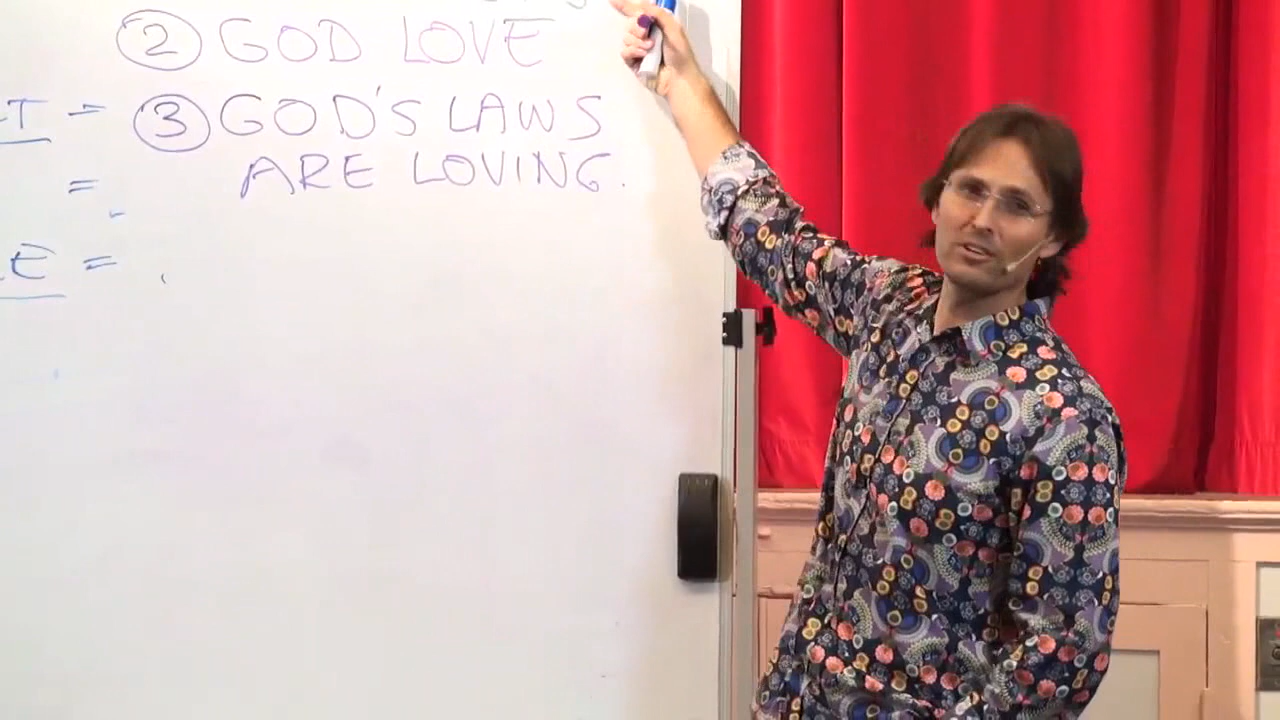 ② GOD LOVE
= ③ GOD'S LAWS
= ARE LOVING.
E =